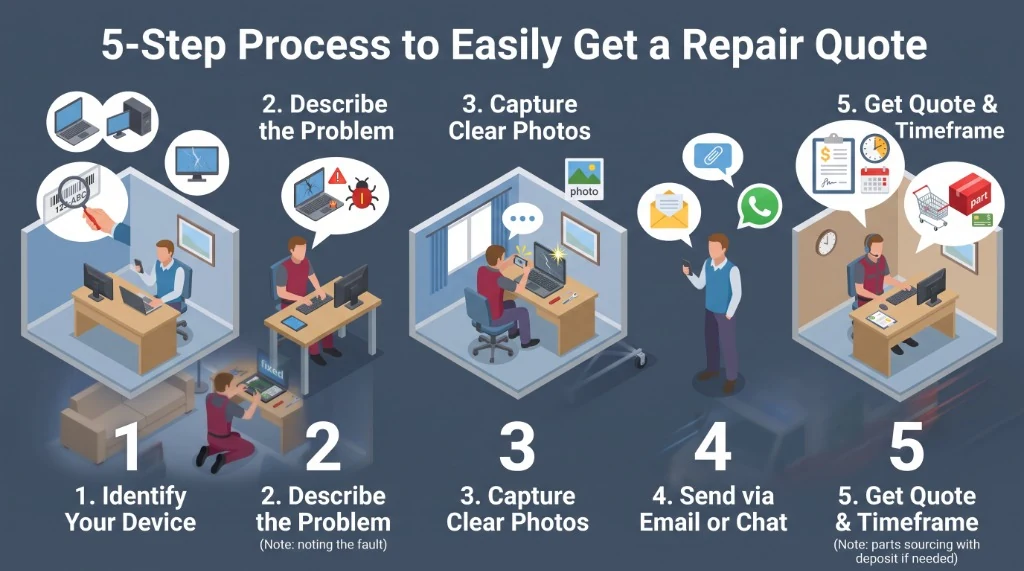 5-Step Process to Easily Get a Repair Quote
2. Describe
the Problem
3. Capture
Clear Photos
5. Get Quote &
Timeframe
123 ABC
photo
$
part
fixed
1
1. Identify
Your Device
2
2. Describe
the Problem
(Note: noting the fault)
3
3. Capture
Clear Photos
4
4. Send via
Email or Chat
5
5. Get Quote
& Timeframe
(Note: parts sourcing with
deposit if needed)